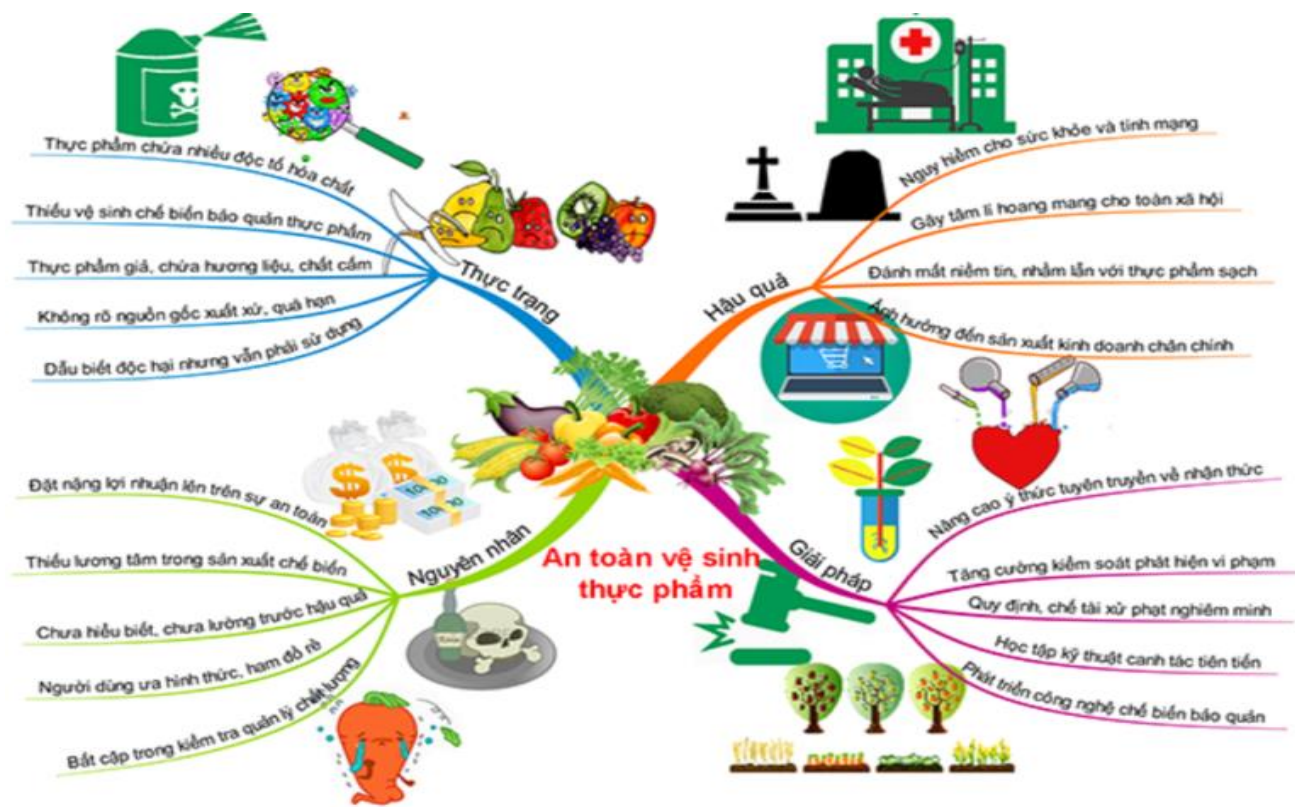 An toàn vệ sinh
thực phẩm
Thực trạng
Thực phẩm chứa nhiều độc tố hóa chất
Thiếu vệ sinh chế biến bảo quản thực phẩm
Thực phẩm giả, chứa hương liệu, chất cấm
Không rõ nguồn gốc xuất xứ, quá hạn
Dẫu biết độc hại nhưng vẫn phải sử dụng
Hậu quả
Nguy hiểm cho sức khỏe và tính mạng
Gây tâm lí hoang mang cho toàn xã hội
Đánh mất niềm tin, nhầm lẫn với thực phẩm sạch
Ảnh hưởng đến sản xuất kinh doanh chân chính
Nguyên nhân
Đặt nặng lợi nhuận lên trên sự an toàn
Thiếu lương tâm trong sản xuất chế biến
Chưa hiểu biết, chưa lường trước hậu quả
Người dùng ưa hình thức, ham đồ rẻ
Bất cập trong kiểm tra quản lý chất lượng
Giải pháp
Nâng cao ý thức tuyên truyền về nhận thức
Tăng cường kiểm soát phát hiện vi phạm
Quy định, chế tài xử phạt nghiêm minh
Học tập kỹ thuật canh tác tiên tiến
Phát triển công nghệ chế biến bảo quản